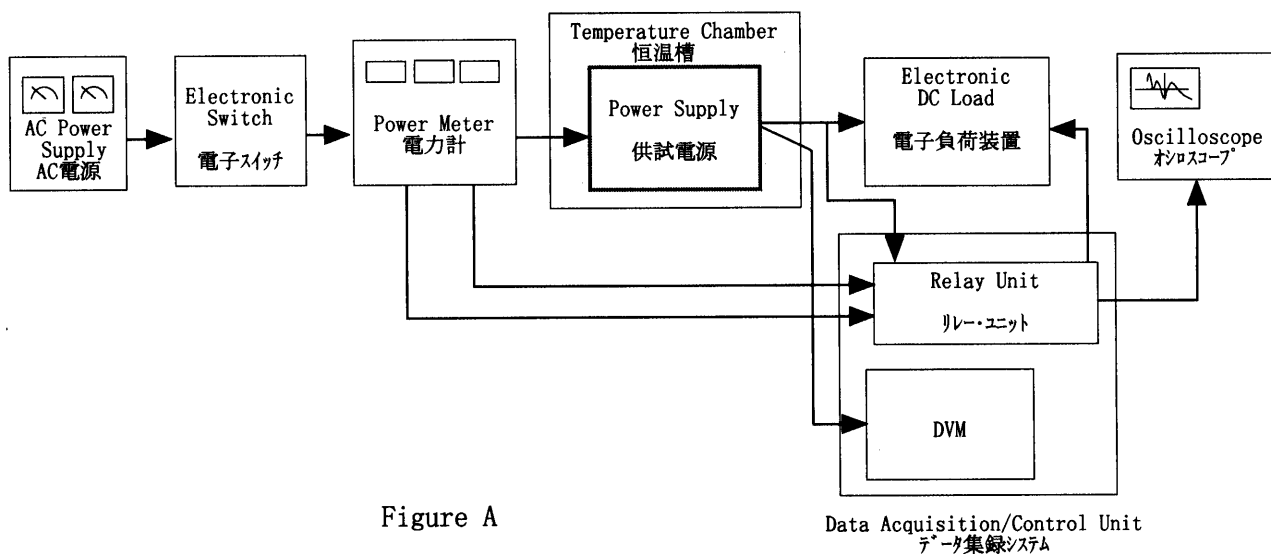 AC Power
Supply
AC電源
Electronic
Switch
電子スイッチ
Power Meter
電力計
Temperature Chamber
恒温槽
Power Supply
供試電源
Electronic
DC Load
電子負荷装置
Oscilloscope
オシロスコープ
Relay Unit
リレー・ユニット
DVM
Data Acquisition/Control Unit
データ集録システム
Figure A